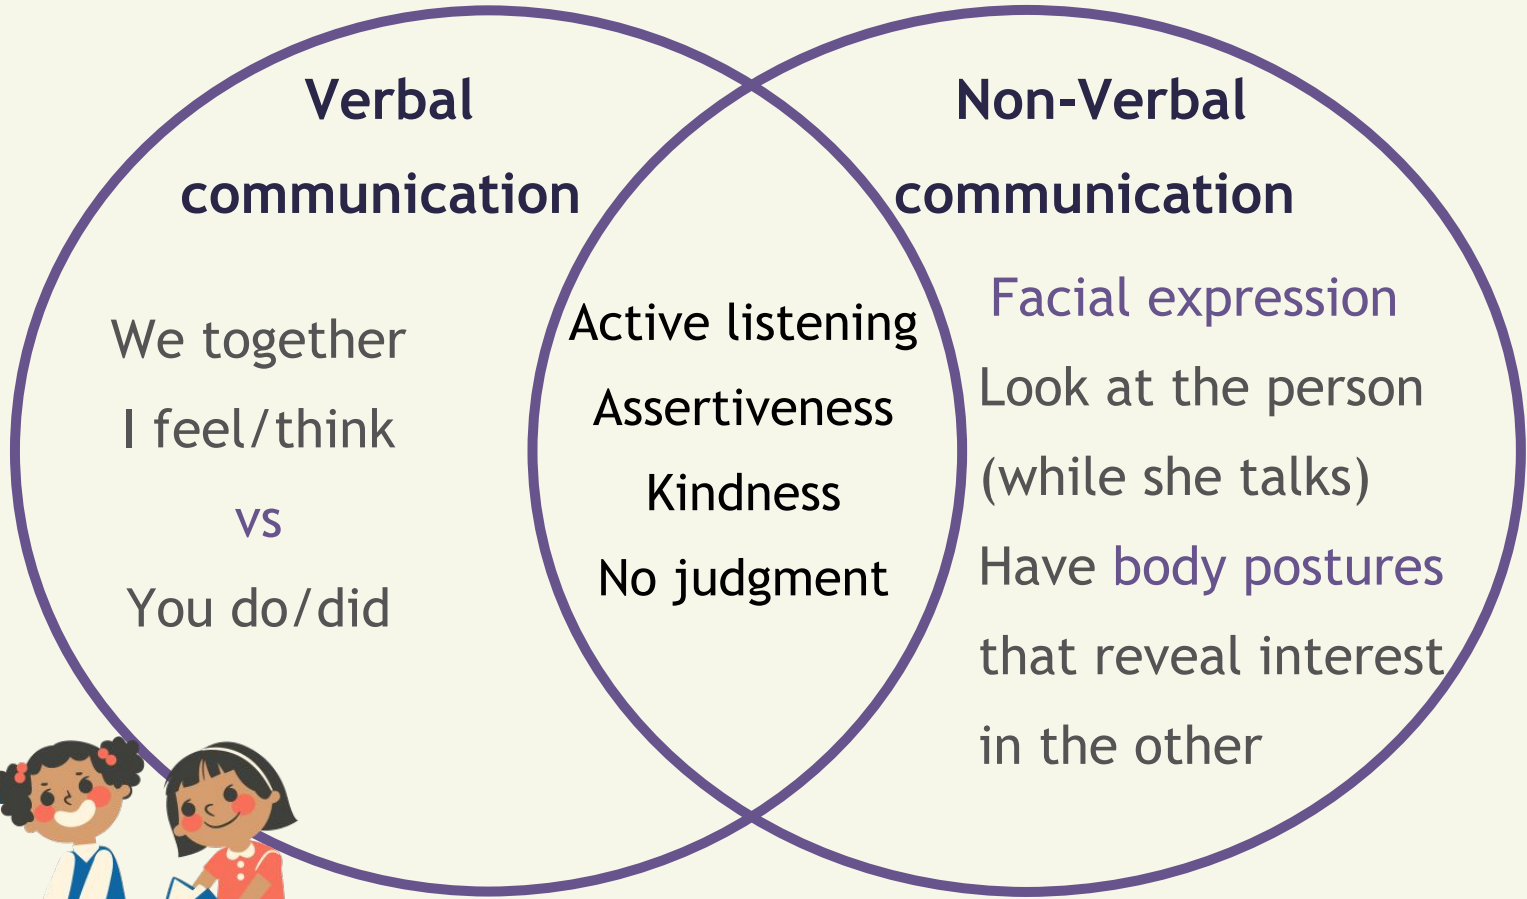 Verbal
communication
We together
I feel/think
vs
You do/did
Active listening
Assertiveness
Kindness
No judgment
Non-Verbal
communication
Facial expression
Look at the person
(while she talks)
Have body postures
that reveal interest
in the other